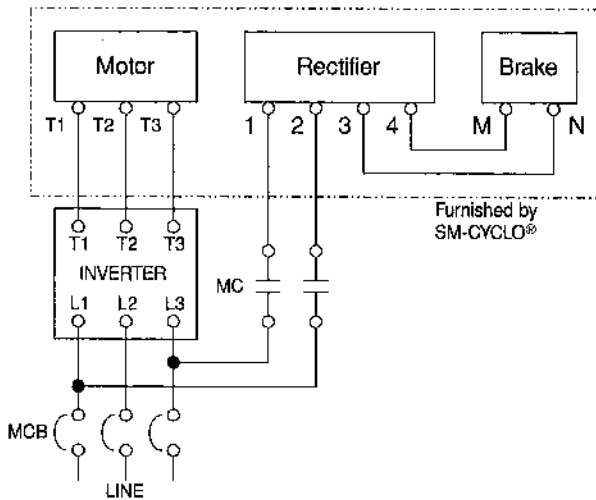 Motor
Rectifier
Brake
T1 T2 T3
1 2 3 4
M N
Furnished by
SM-CYCLO®
T1 T2 T3
INVERTER
L1 L2 L3
MC
MCB
LINE